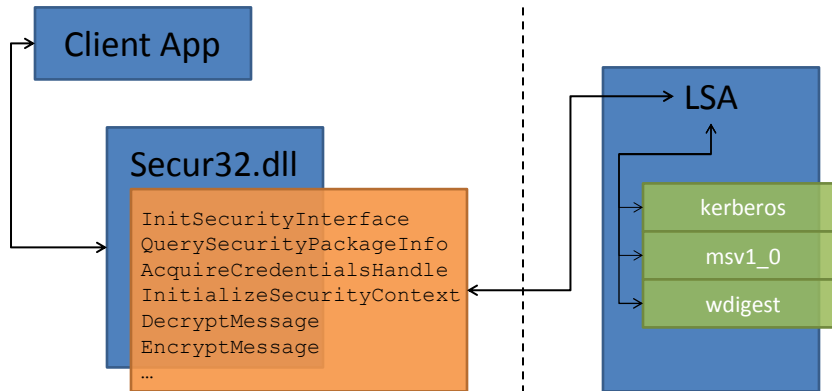 Client App
Secur32.dll
InitSecurityInterface
QuerySecurityPackageInfo
AcquireCredentialsHandle
InitializeSecurityContext
DecryptMessage
EncryptMessage
…
LSA
kerberos
msv1_0
wdigest